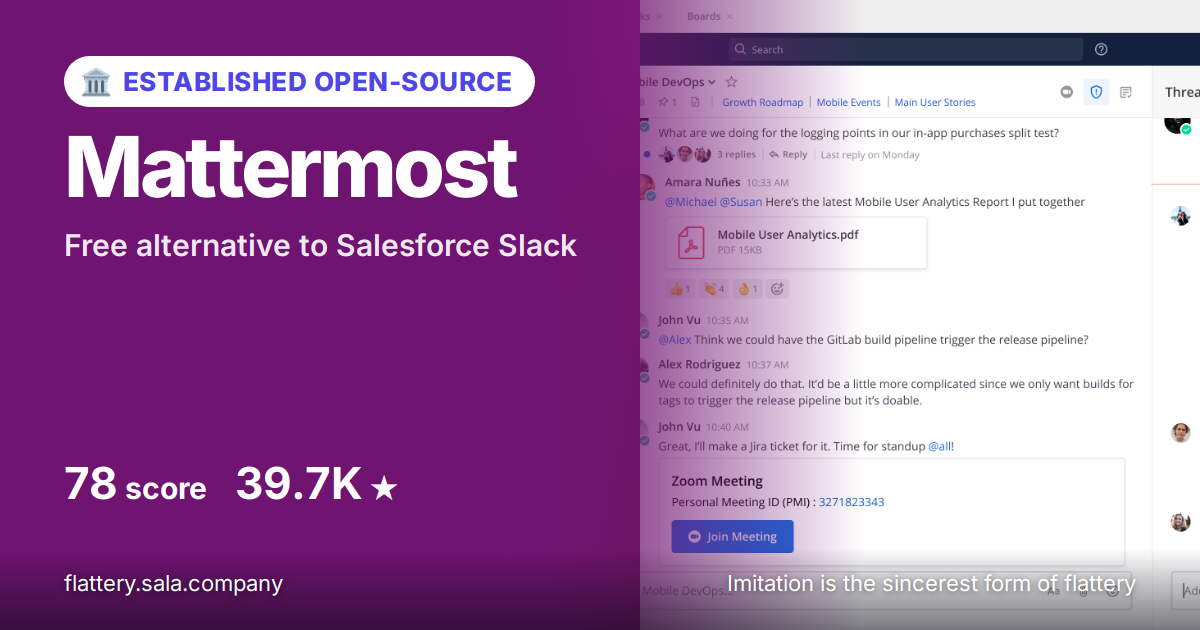 🏛️ ESTABLISHED OPEN-SOURCE
Mattermost
Free alternative to Salesforce Slack
78 score 39.7K ★
flattery.sala.company
Boards ×
Search
DevOps
1
Growth Roadmap | Mobile Events | Main User Stories
What are we doing for the logging points in our in-app purchases split test?
3 replies Reply Last reply on Monday
Amara Nuñes 10:33 AM
@Michael @Susan Here's the latest Mobile User Analytics Report I put together
Mobile User Analytics.pdf
PDF 15KB
👍 1 👏 4 👌 1
John Vu 10:35 AM
@Alex Think we could have the GitLab build pipeline trigger the release pipeline?
Alex Rodriguez 10:37 AM
We could definitely do that. It'd be a little more complicated since we only want builds for
tags to trigger the release pipeline but it's doable.
John Vu 10:40 AM
Great, I'll make a Jira ticket for it. Time for standup @all!
Zoom Meeting
Personal Meeting ID (PMI) : 3271823343
Join Meeting
Mobile DevOps...
Aa
Imitation is the sincerest form of flattery